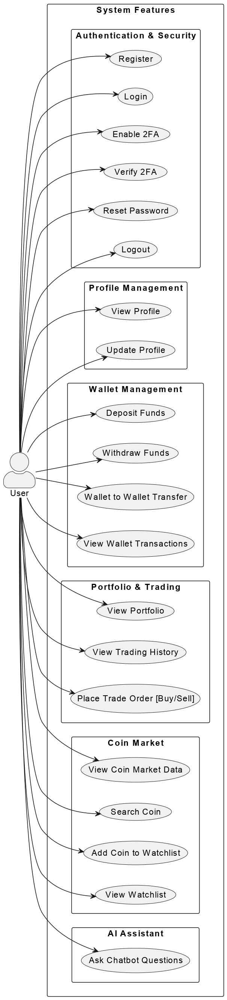 System Features
Authentication & Security
Register
Login
Enable 2FA
Verify 2FA
Reset Password
Logout
Profile Management
View Profile
Update Profile
Wallet Management
Deposit Funds
Withdraw Funds
User
Wallet to Wallet Transfer
View Wallet Transactions
Portfolio & Trading
View Portfolio
View Trading History
Place Trade Order [Buy/Sell]
Coin Market
View Coin Market Data
Search Coin
Add Coin to Watchlist
View Watchlist
AI Assistant
Ask Chatbot Questions